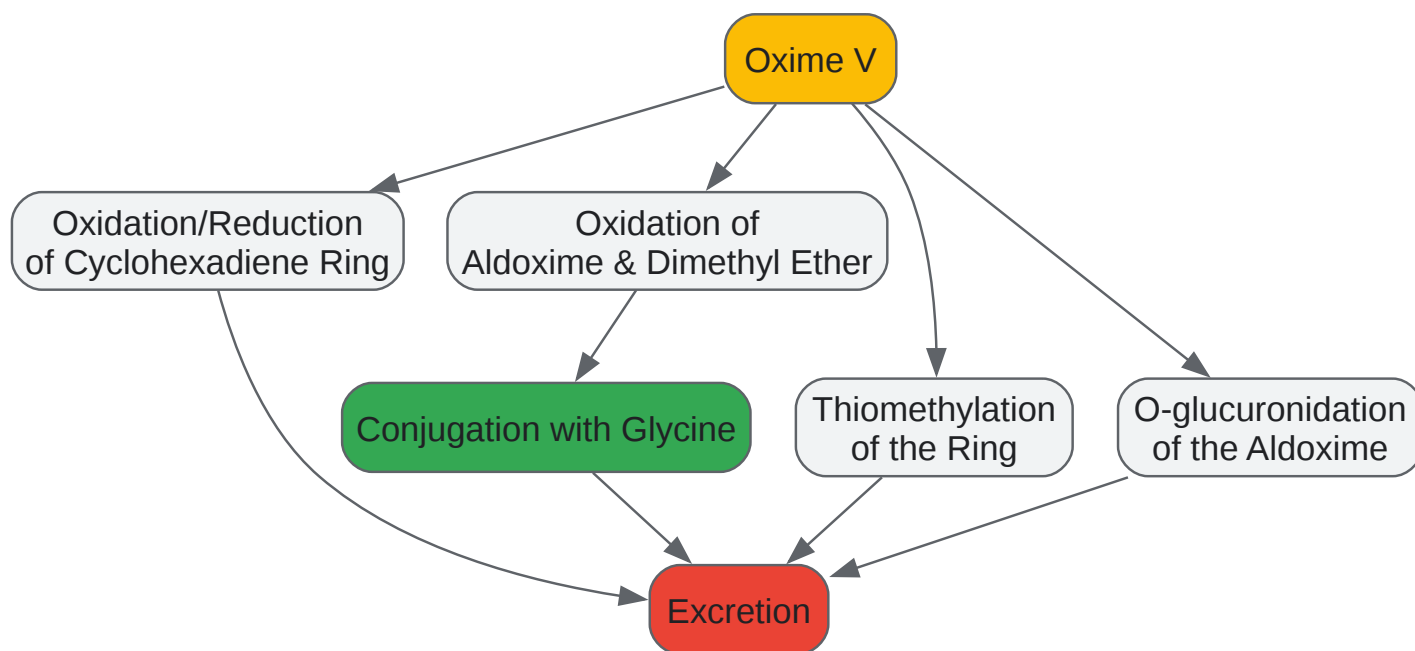 Oxime V
Oxidation/Reduction
of Cyclohexadiene Ring
Oxidation of
Aldoxime & Dimethyl Ether
Conjugation with Glycine
Thiomethylation
of the Ring
O-glucuronidation
of the Aldoxime
Excretion